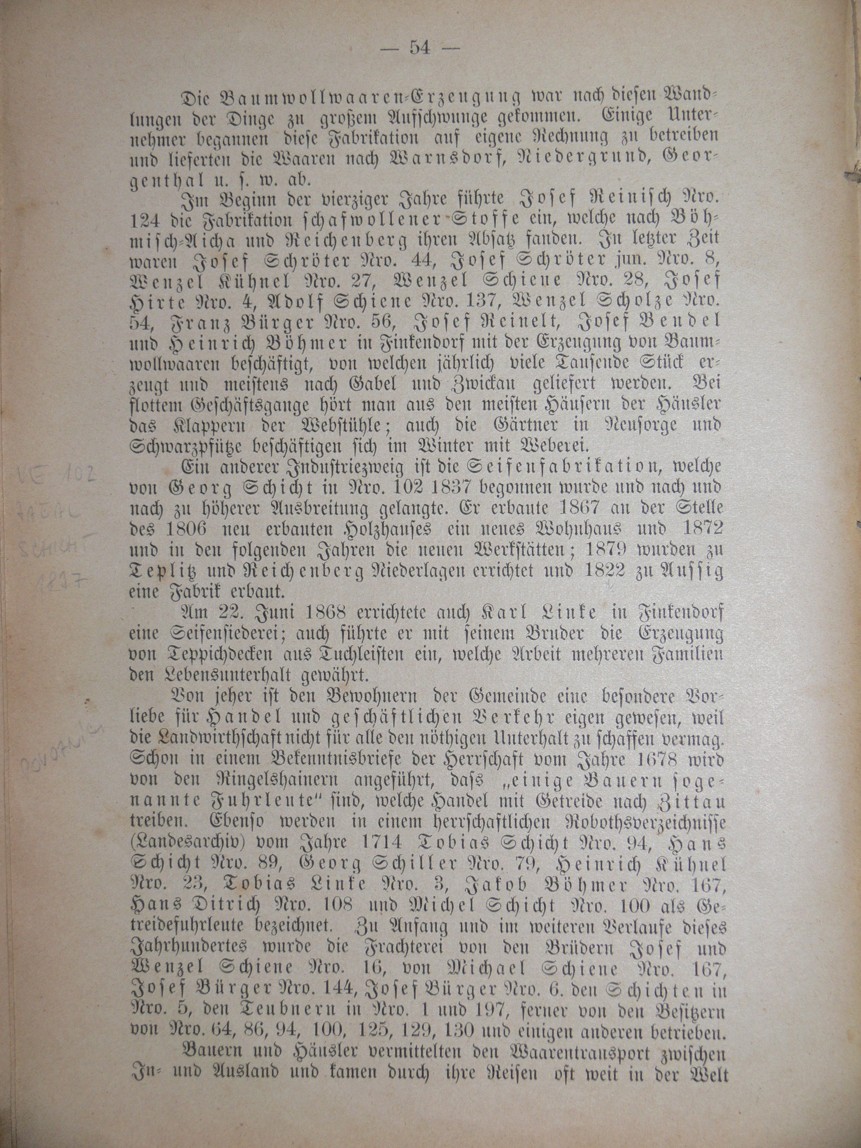 — 54 —
Die Baumwollwaaren-Erzeugung war nach diesen Wand-
lungen der Dinge zu großem Aufschwunge gekommen. Einige Unter-
nehmer begannen diese Fabrikation auf eigene Rechnung zu betreiben
und lieferten die Waaren nach Warnsdorf, Niedergrund, Geor-
genthal u. s. w. ab.
Im Beginn der vierziger Jahre führte Josef Reinisch Nro.
124 die Fabrikation schafwollener Stoffe ein, welche nach Böh-
misch-Aicha und Reichenberg ihren Absatz fanden. In letzter Zeit
waren Josef Schröter Nro. 44, Josef Schröter jun. Nro. 8,
Wenzel Kühnel Nro. 27, Wenzel Schiene Nro. 28, Josef
Hirte Nro. 4, Adolf Schiene Nro. 137, Wenzel Scholze Nro.
54, Franz Bürger Nro. 56, Josef Reinelt, Josef Bendel
und Heinrich Böhmer in Finkendorf mit der Erzeugung von Baum-
wollwaaren beschäftigt, von welchen jährlich viele Tausende Stück er-
zeugt und meistens nach Gabel und Zwickau geliefert werden. Bei
flottem Geschäftsgange hört man aus den meisten Häusern der Häusler
das Klappern der Webstühle; auch die Gärtner in Neusorge und
Schwarzpfütze beschäftigen sich im Winter mit Weberei.
Ein anderer Industriezweig ist die Seifenfabrikation, welche
von Georg Schicht in Nro. 102 1837 begonnen wurde und nach und
nach zu höherer Ausbreitung gelangte. Er erbaute 1867 an der Stelle
des 1806 neu erbauten Holzhauses ein neues Wohnhaus und 1872
und in den folgenden Jahren die neuen Werkstätten; 1879 wurden zu
Teplitz und Reichenberg Niederlagen errichtet und 1822 zu Aussig
eine Fabrik erbaut.
Am 22. Juni 1868 errichtete auch Karl Linke in Finkendorf
eine Seifensiederei; auch führte er mit seinem Bruder die Erzeugung
von Teppichdecken aus Tuchleisten ein, welche Arbeit mehreren Familien
den Lebensunterhalt gewährt.
Von jeher ist den Bewohnern der Gemeinde eine besondere Vor-
liebe für Handel und geschäftlichen Verkehr eigen gewesen, weil
die Landwirthschaft nicht für alle den nöthigen Unterhalt zu schaffen vermag.
Schon in einem Bekenntnisbriefe der Herrschaft vom Jahre 1678 wird
von den Ringelshainern angeführt, dass „einige Bauern soge-
nannte Fuhrleute“ sind, welche Handel mit Getreide nach Zittau
treiben. Ebenso werden in einem herrschaftlichen Robothsverzeichnisse
(Landesarchiv) vom Jahre 1714 Tobias Schicht Nro. 94, Hans
Schicht Nro. 89, Georg Schiller Nro. 79, Heinrich Kühnel
Nro. 23, Tobias Linke Nro. 3, Jakob Böhmer Nro. 167,
Hans Ditrich Nro. 108 und Michel Schicht Nro. 100 als Ge-
treidefuhrleute bezeichnet. Zu Anfang und im weiteren Verlaufe dieses
Jahrhundertes wurde die Frachterei von den Brüdern Josef und
Wenzel Schiene Nro. 16, von Michael Schiene Nro. 167,
Josef Bürger Nro. 144, Josef Bürger Nro. 6. den Schichten in
Nro. 5, den Teubnern in Nro. 1 und 197, ferner von den Besitzern
von Nro. 64, 86, 94, 100, 125, 129, 130 und einigen anderen betrieben.
Bauern und Häusler vermittelten den Waarentransport zwischen
In- und Ausland und kamen durch ihre Reisen oft weit in der Welt
102
SCHICHT